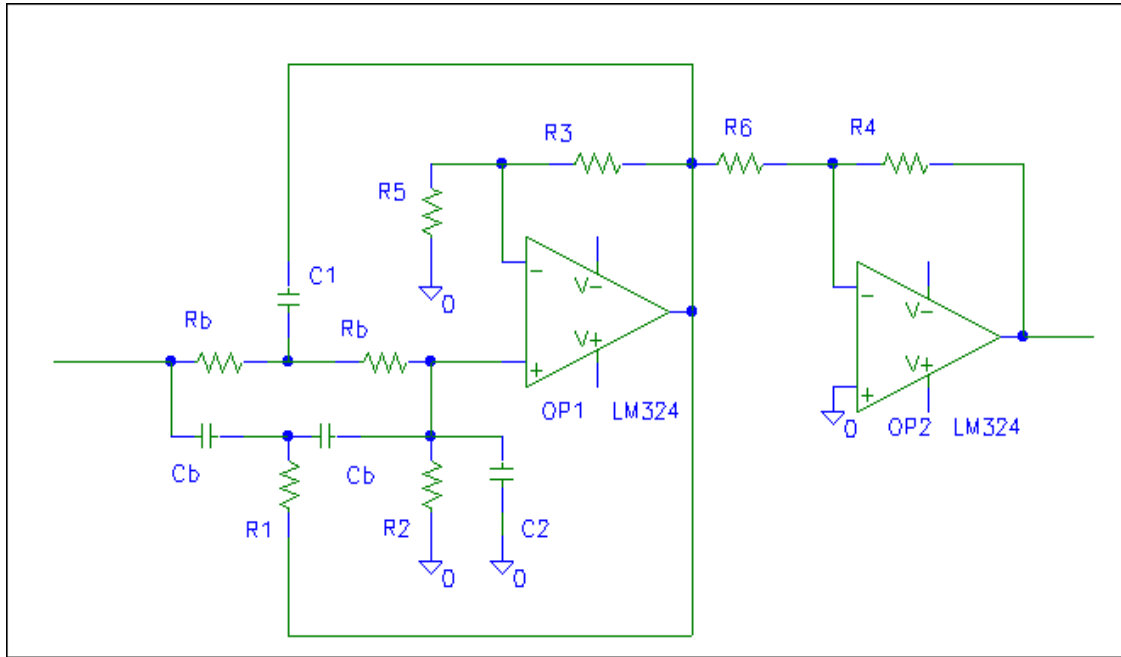 R3
R6
R4
R5
C1
0
V-
V+
-
+
V-
V+
-
+
Rb
Rb
OP1 LM324
0
OP2 LM324
Cb
Cb
R1
R2
C2
0
0